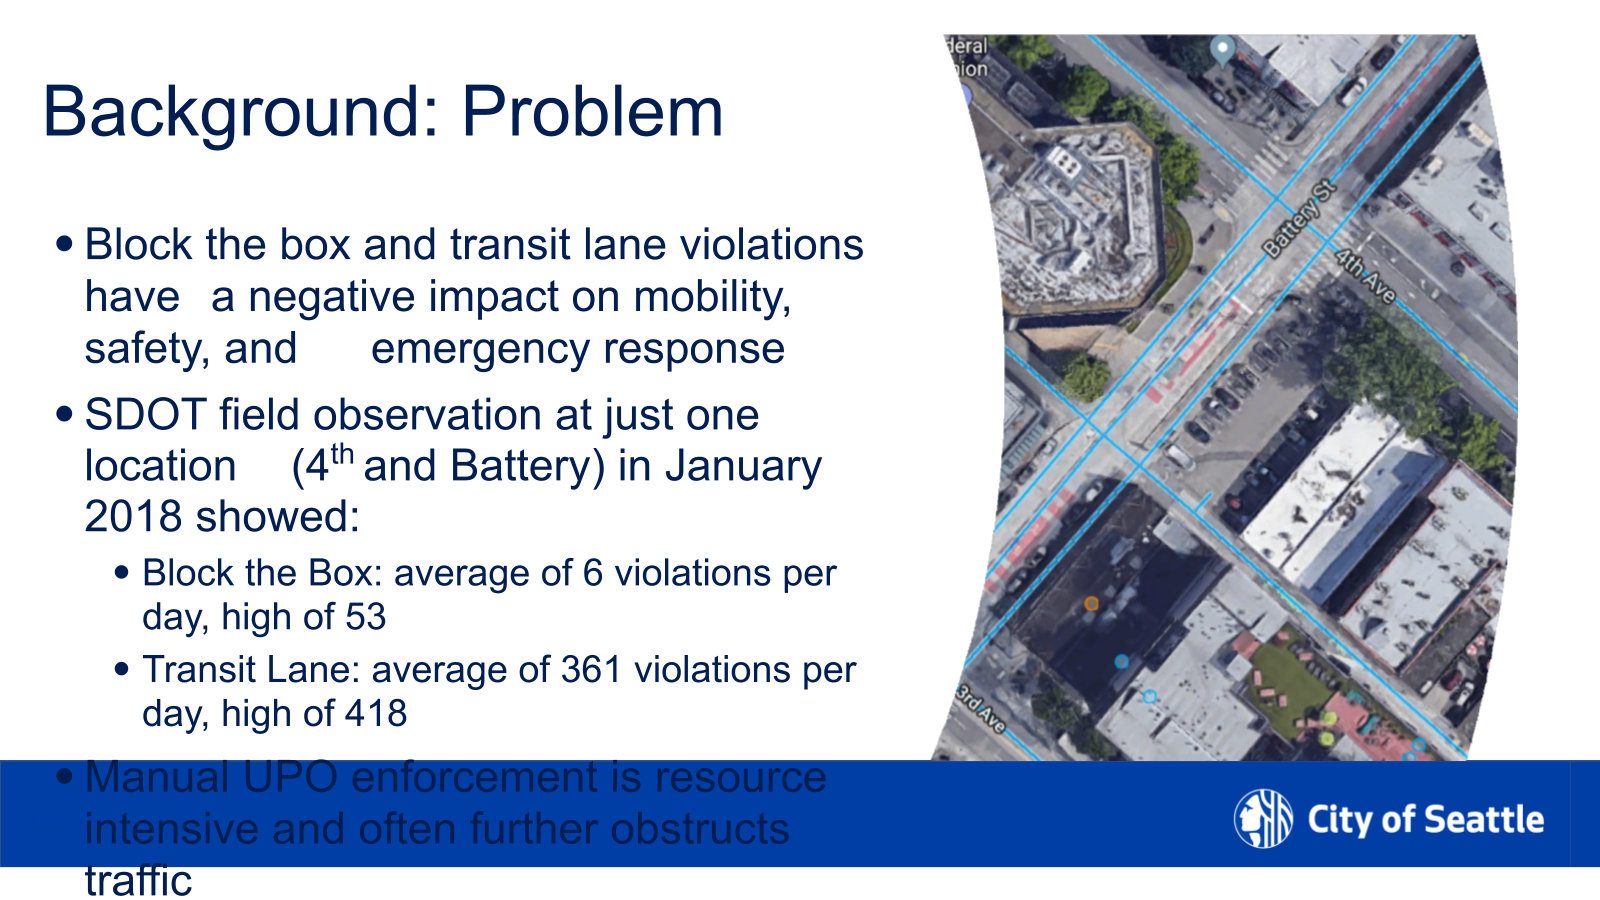 Background: Problem
• Block the box and transit lane violations
have a negative impact on mobility,
safety, and emergency response
• SDOT field observation at just one
location (4th and Battery) in January
2018 showed:
• Block the Box: average of 6 violations per
day, high of 53
• Transit Lane: average of 361 violations per
day, high of 418
• Manual UPO enforcement is resource
intensive and often further obstructs
traffic
deral
nion
Battery St
4th Ave
3rd Ave
City of Seattle